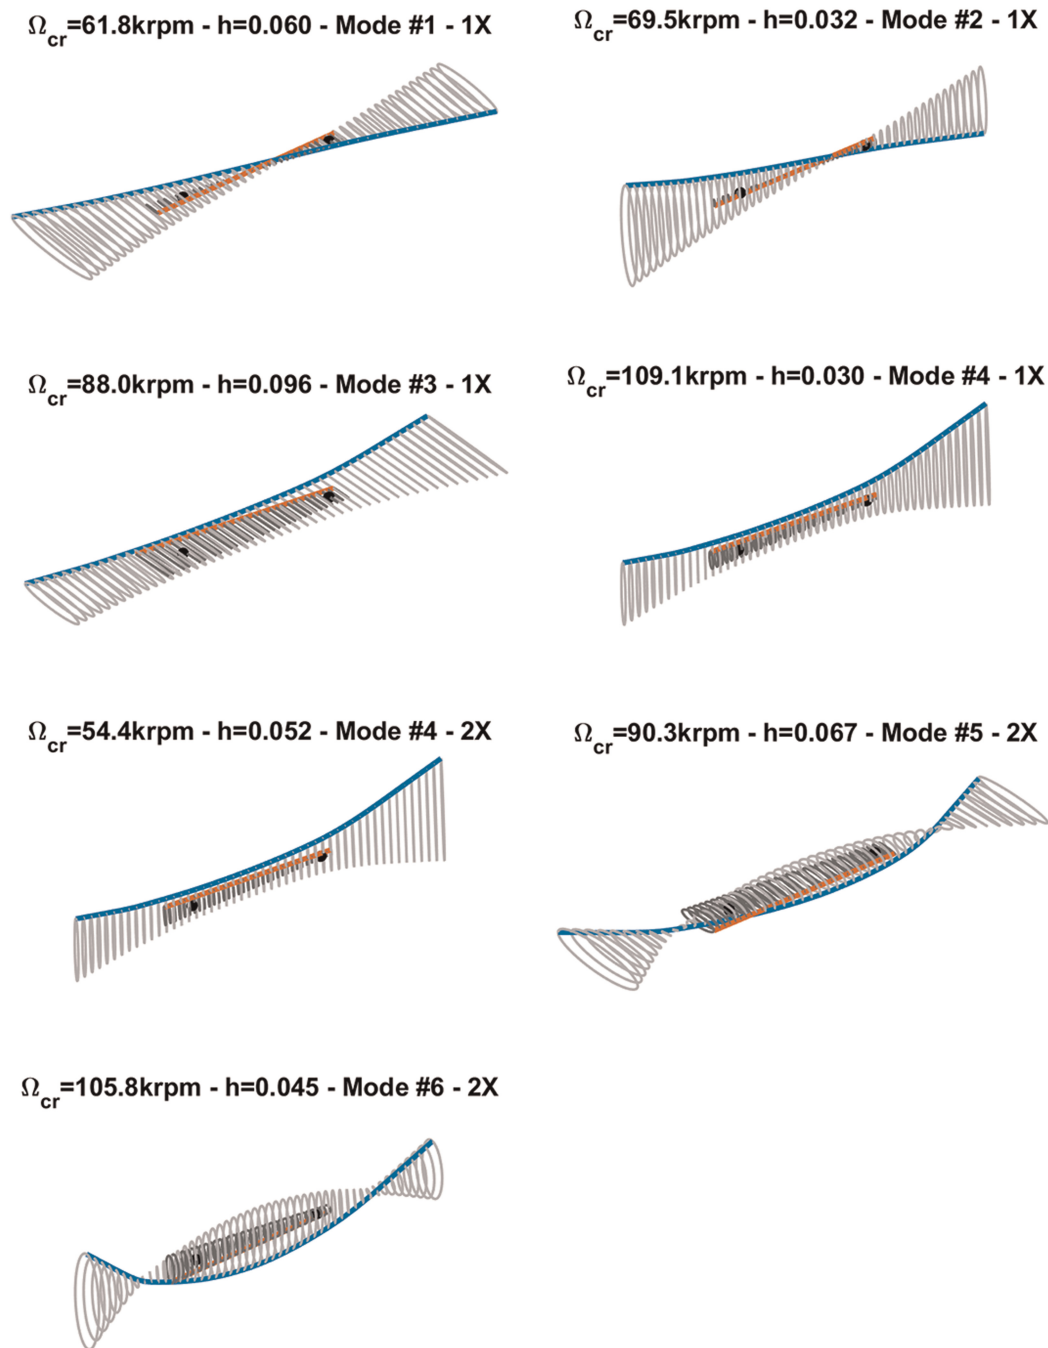 Ωcr=61.8krpm - h=0.060 - Mode #1 - 1X
Ωcr=69.5krpm - h=0.032 - Mode #2 - 1X
Ωcr=88.0krpm - h=0.096 - Mode #3 - 1X
Ωcr=109.1krpm - h=0.030 - Mode #4 - 1X
Ωcr=54.4krpm - h=0.052 - Mode #4 - 2X
Ωcr=90.3krpm - h=0.067 - Mode #5 - 2X
Ωcr=105.8krpm - h=0.045 - Mode #6 - 2X